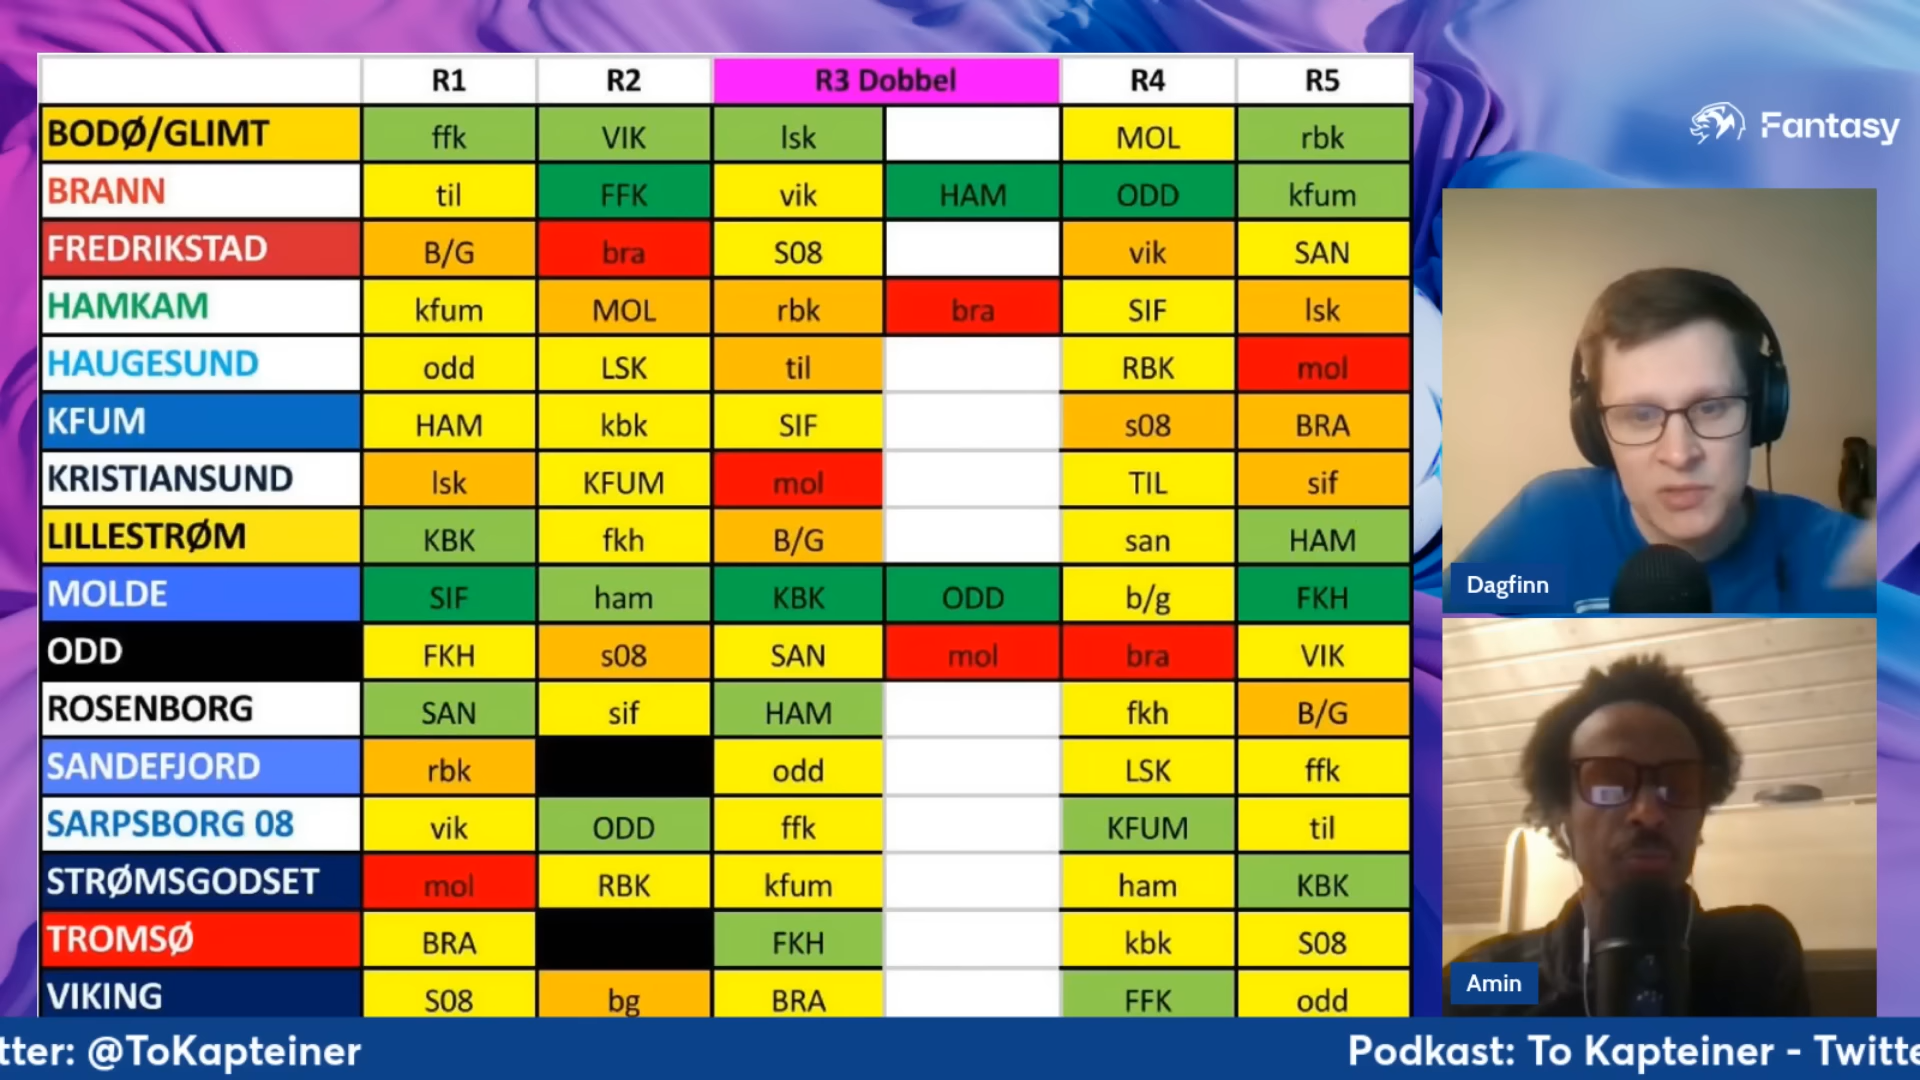 R1 R2 R3 Dobbel R4 R5
BODØ/GLIMT ffk VIK lsk MOL rbk
BRANN til FFK vik HAM ODD kfum
FREDRIKSTAD B/G bra S08 vik SAN
HAMKAM kfum MOL rbk bra SIF lsk
HAUGESUND odd LSK til RBK mol
KFUM HAM kbk SIF s08 BRA
KRISTIANSUND lsk KFUM mol TIL sif
LILLESTRØM KBK fkh B/G san HAM
MOLDE SIF ham KBK ODD b/g FKH
ODD FKH s08 SAN mol bra VIK
ROSENBORG SAN sif HAM fkh B/G
SANDEFJORD rbk odd LSK ffk
SARPSBORG 08 vik ODD ffk KFUM til
STRØMSGODSET mol RBK kfum ham KBK
TROMSØ BRA FKH kbk S08
VIKING S08 bg BRA FFK odd
Fantasy
Dagfinn
Amin
tter: @ToKapteiner
Podkast: To Kapteiner - Twitte